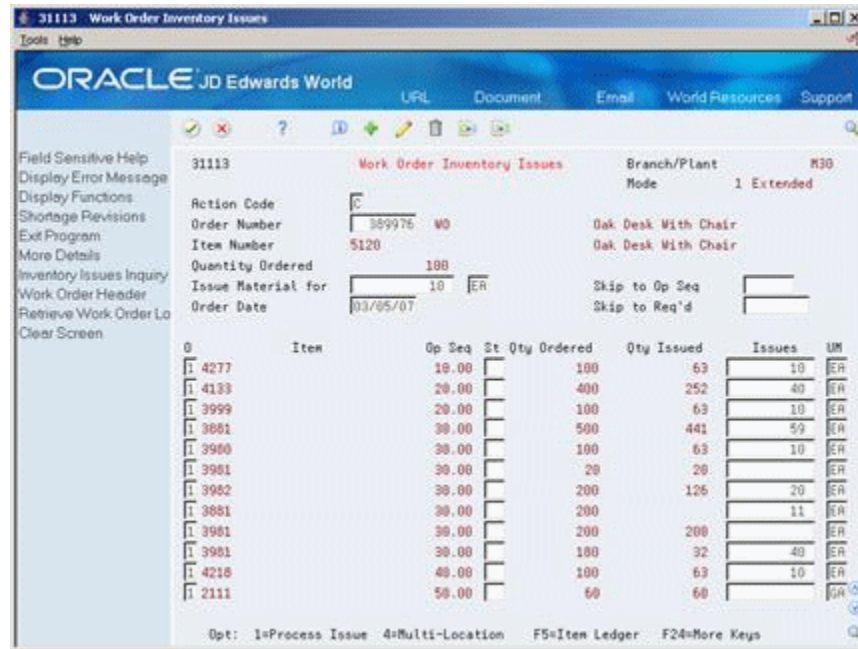 31113 Work Order Inventory Issues
Tools Help
ORACLE JD Edwards World
URL Document Email World Resources Support
Field Sensitive Help
Display Error Message
Display Functions
Shortage Revisions
Exit Program
More Details
Inventory Issues Inquiry
Work Order Header
Retrieve Work Order Lo
Clear Screen
31113 Work Order Inventory Issues Branch/Plant M30
Mode 1 Extended
Action Code C
Order Number 389976 WO Oak Desk With Chair
Item Number 5120 Oak Desk With Chair
Quantity Ordered 100
Issue Material for 10 EA Skip to Op Seq
Order Date 03/05/07 Skip to Req'd
O Item Op Seq St Qty Ordered Qty Issued Issues UM
1 4277 10.00 100 63 10 EA
1 4133 20.00 400 252 40 EA
1 3999 20.00 100 63 10 EA
1 3881 30.00 500 441 59 EA
1 3980 30.00 100 63 10 EA
1 3981 30.00 20 20 EA
1 3982 30.00 200 126 20 EA
1 3881 30.00 200 11 EA
1 3981 30.00 200 200 EA
1 3981 30.00 180 32 40 EA
1 4218 40.00 100 63 10 EA
1 2111 50.00 60 60 GA
Opt: 1=Process Issue 4=Multi-Location F5=Item Ledger F24=More Keys